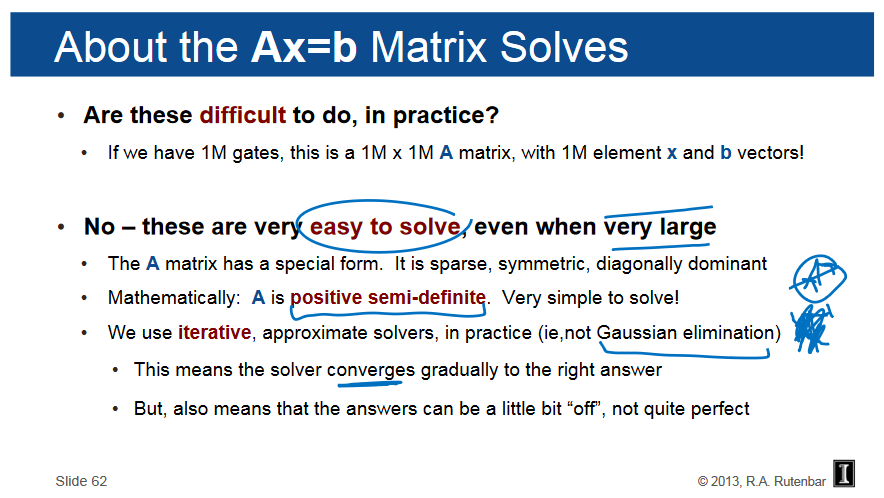 About the Ax=b Matrix Solves
• Are these difficult to do, in practice?
• If we have 1M gates, this is a 1M x 1M A matrix, with 1M element x and b vectors!
• No – these are very easy to solve, even when very large
• The A matrix has a special form. It is sparse, symmetric, diagonally dominant
• Mathematically: A is positive semi-definite. Very simple to solve!
• We use iterative, approximate solvers, in practice (ie,not Gaussian elimination)
• This means the solver converges gradually to the right answer
• But, also means that the answers can be a little bit “off”, not quite perfect
Slide 62
© 2013, R.A. Rutenbar
I